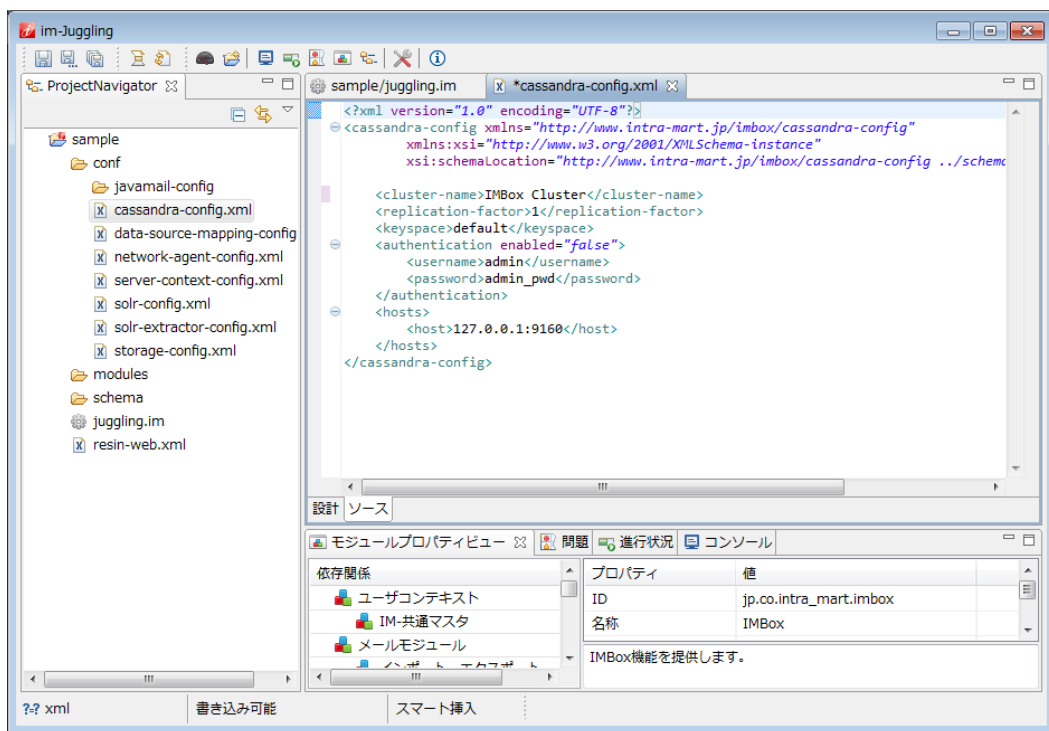 im-Juggling
ProjectNavigator
sample
conf
javamail-config
cassandra-config.xml
data-source-mapping-config
network-agent-config.xml
server-context-config.xml
solr-config.xml
solr-extractor-config.xml
storage-config.xml
modules
schema
juggling.im
resin-web.xml
sample/juggling.im
*cassandra-config.xml
<?xml version="1.0" encoding="UTF-8"?>
<cassandra-config xmlns="http://www.intra-mart.jp/imbox/cassandra-config"
xmlns:xsi="http://www.w3.org/2001/XMLSchema-instance"
xsi:schemaLocation="http://www.intra-mart.jp/imbox/cassandra-config ../schema
<cluster-name>IMBox Cluster</cluster-name>
<replication-factor>1</replication-factor>
<keyspace>default</keyspace>
<authentication enabled="false">
<username>admin</username>
<password>admin_pwd</password>
</authentication>
<hosts>
<host>127.0.0.1:9160</host>
</hosts>
</cassandra-config>
設計 ソース
モジュールプロパティビュー 問題 進行状況 コンソール
依存関係
ユーザコンテキスト
IM-共通マスタ
メールモジュール
プロパティ 値
ID jp.co.intra_mart.imbox
名称 IMBox
IMBox機能を提供します。
?=? xml 書き込み可能 スマート挿入